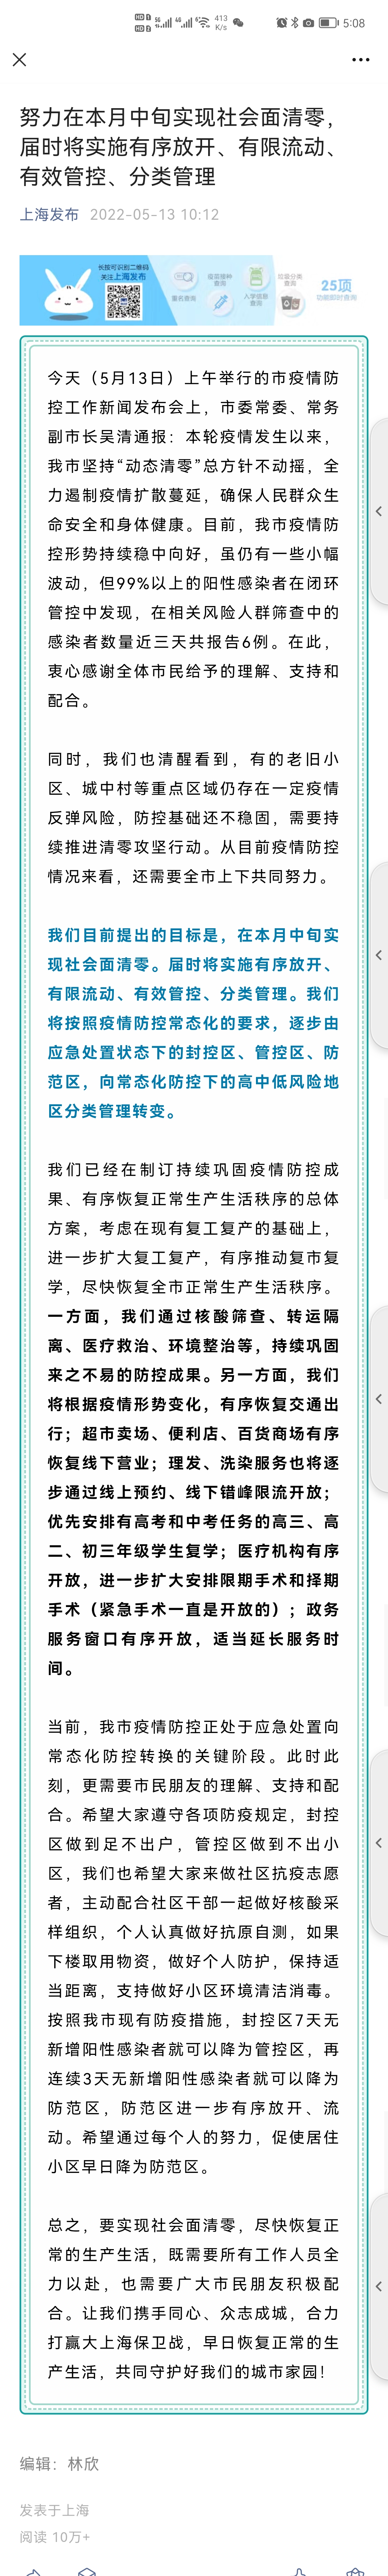 413
K/s
5:08
努力在本月中旬实现社会面清零，
届时将实施有序放开、有限流动、
有效管控、分类管理
上海发布 2022-05-13 10:12
长按可识别二维码
关注上海发布
入学信息
查询
垃圾分类
查询
25项
功能即时查询
今天（5月13日）上午举行的市疫情防
控工作新闻发布会上，市委常委、常务
副市长吴清通报：本轮疫情发生以来，
我市坚持“动态清零”总方针不动摇，全
力遏制疫情扩散蔓延，确保人民群众生
命安全和身体健康。目前，我市疫情防
控形势持续稳中向好，虽仍有一些小幅
波动，但99%以上的阳性感染者在闭环
管控中发现，在相关风险人群筛查中的
感染者数量近三天共报告6例。在此，
衷心感谢全体市民给予的理解、支持和
配合。
同时，我们也清醒看到，有的老旧小
区、城中村等重点区域仍存在一定疫情
反弹风险，防控基础还不稳固，需要持
续推进清零攻坚行动。从目前疫情防控
情况来看，还需要全市上下共同努力。
我们目前提出的目标是，在本月中旬实
现社会面清零。届时将实施有序放开、
有限流动、有效管控、分类管理。我们
将按照疫情防控常态化的要求，逐步由
应急处置状态下的封控区、管控区、防
范区，向常态化防控下的高中低风险地
区分类管理转变。
我们已经在制订持续巩固疫情防控成
果、有序恢复正常生产生活秩序的总体
方案，考虑在现有复工复产的基础上，
进一步扩大复工复产，有序推动复市复
学，尽快恢复全市正常生产生活秩序。
一方面，我们通过核酸筛查、转运隔
离、医疗救治、环境整治等，持续巩固
来之不易的防控成果。另一方面，我们
将根据疫情形势变化，有序恢复交通出
行；超市卖场、便利店、百货商场有序
恢复线下营业；理发、洗染服务也将逐
步通过线上预约、线下错峰限流开放；
优先安排有高考和中考任务的高三、高
二、初三年级学生复学；医疗机构有序
开放，进一步扩大安排限期手术和择期
手术（紧急手术一直是开放的）；政务
服务窗口有序开放，适当延长服务时
间。
当前，我市疫情防控正处于应急处置向
常态化防控转换的关键阶段。此时此
刻，更需要市民朋友的理解、支持和配
合。希望大家遵守各项防疫规定，封控
区做到足不出户，管控区做到不出小
区，我们也希望大家来做社区抗疫志愿
者，主动配合社区干部一起做好核酸采
样组织，个人认真做好抗原自测，如果
下楼取用物资，做好个人防护，保持适
当距离，支持做好小区环境清洁消毒。
按照我市现有防疫措施，封控区7天无
新增阳性感染者就可以降为管控区，再
连续3天无新增阳性感染者就可以降为
防范区，防范区进一步有序放开、流
动。希望通过每个人的努力，促使居住
小区早日降为防范区。
总之，要实现社会面清零，尽快恢复正
常的生产生活，既需要所有工作人员全
力以赴，也需要广大市民朋友积极配
合。让我们携手同心、众志成城，合力
打赢大上海保卫战，早日恢复正常的生
产生活，共同守护好我们的城市家园！
编辑：林欣
发表于上海
阅读 10万+